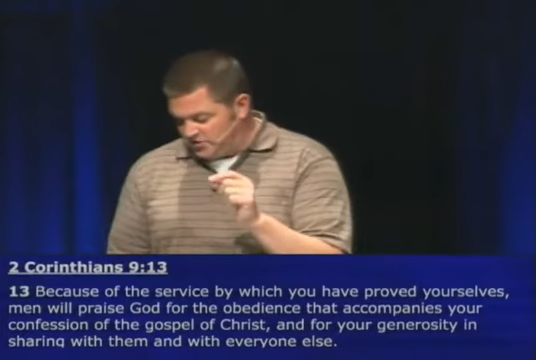 2 Corinthians 9:13
13 Because of the service by which you have proved yourselves,
men will praise God for the obedience that accompanies your
confession of the gospel of Christ, and for your generosity in
sharing with them and with everyone else.